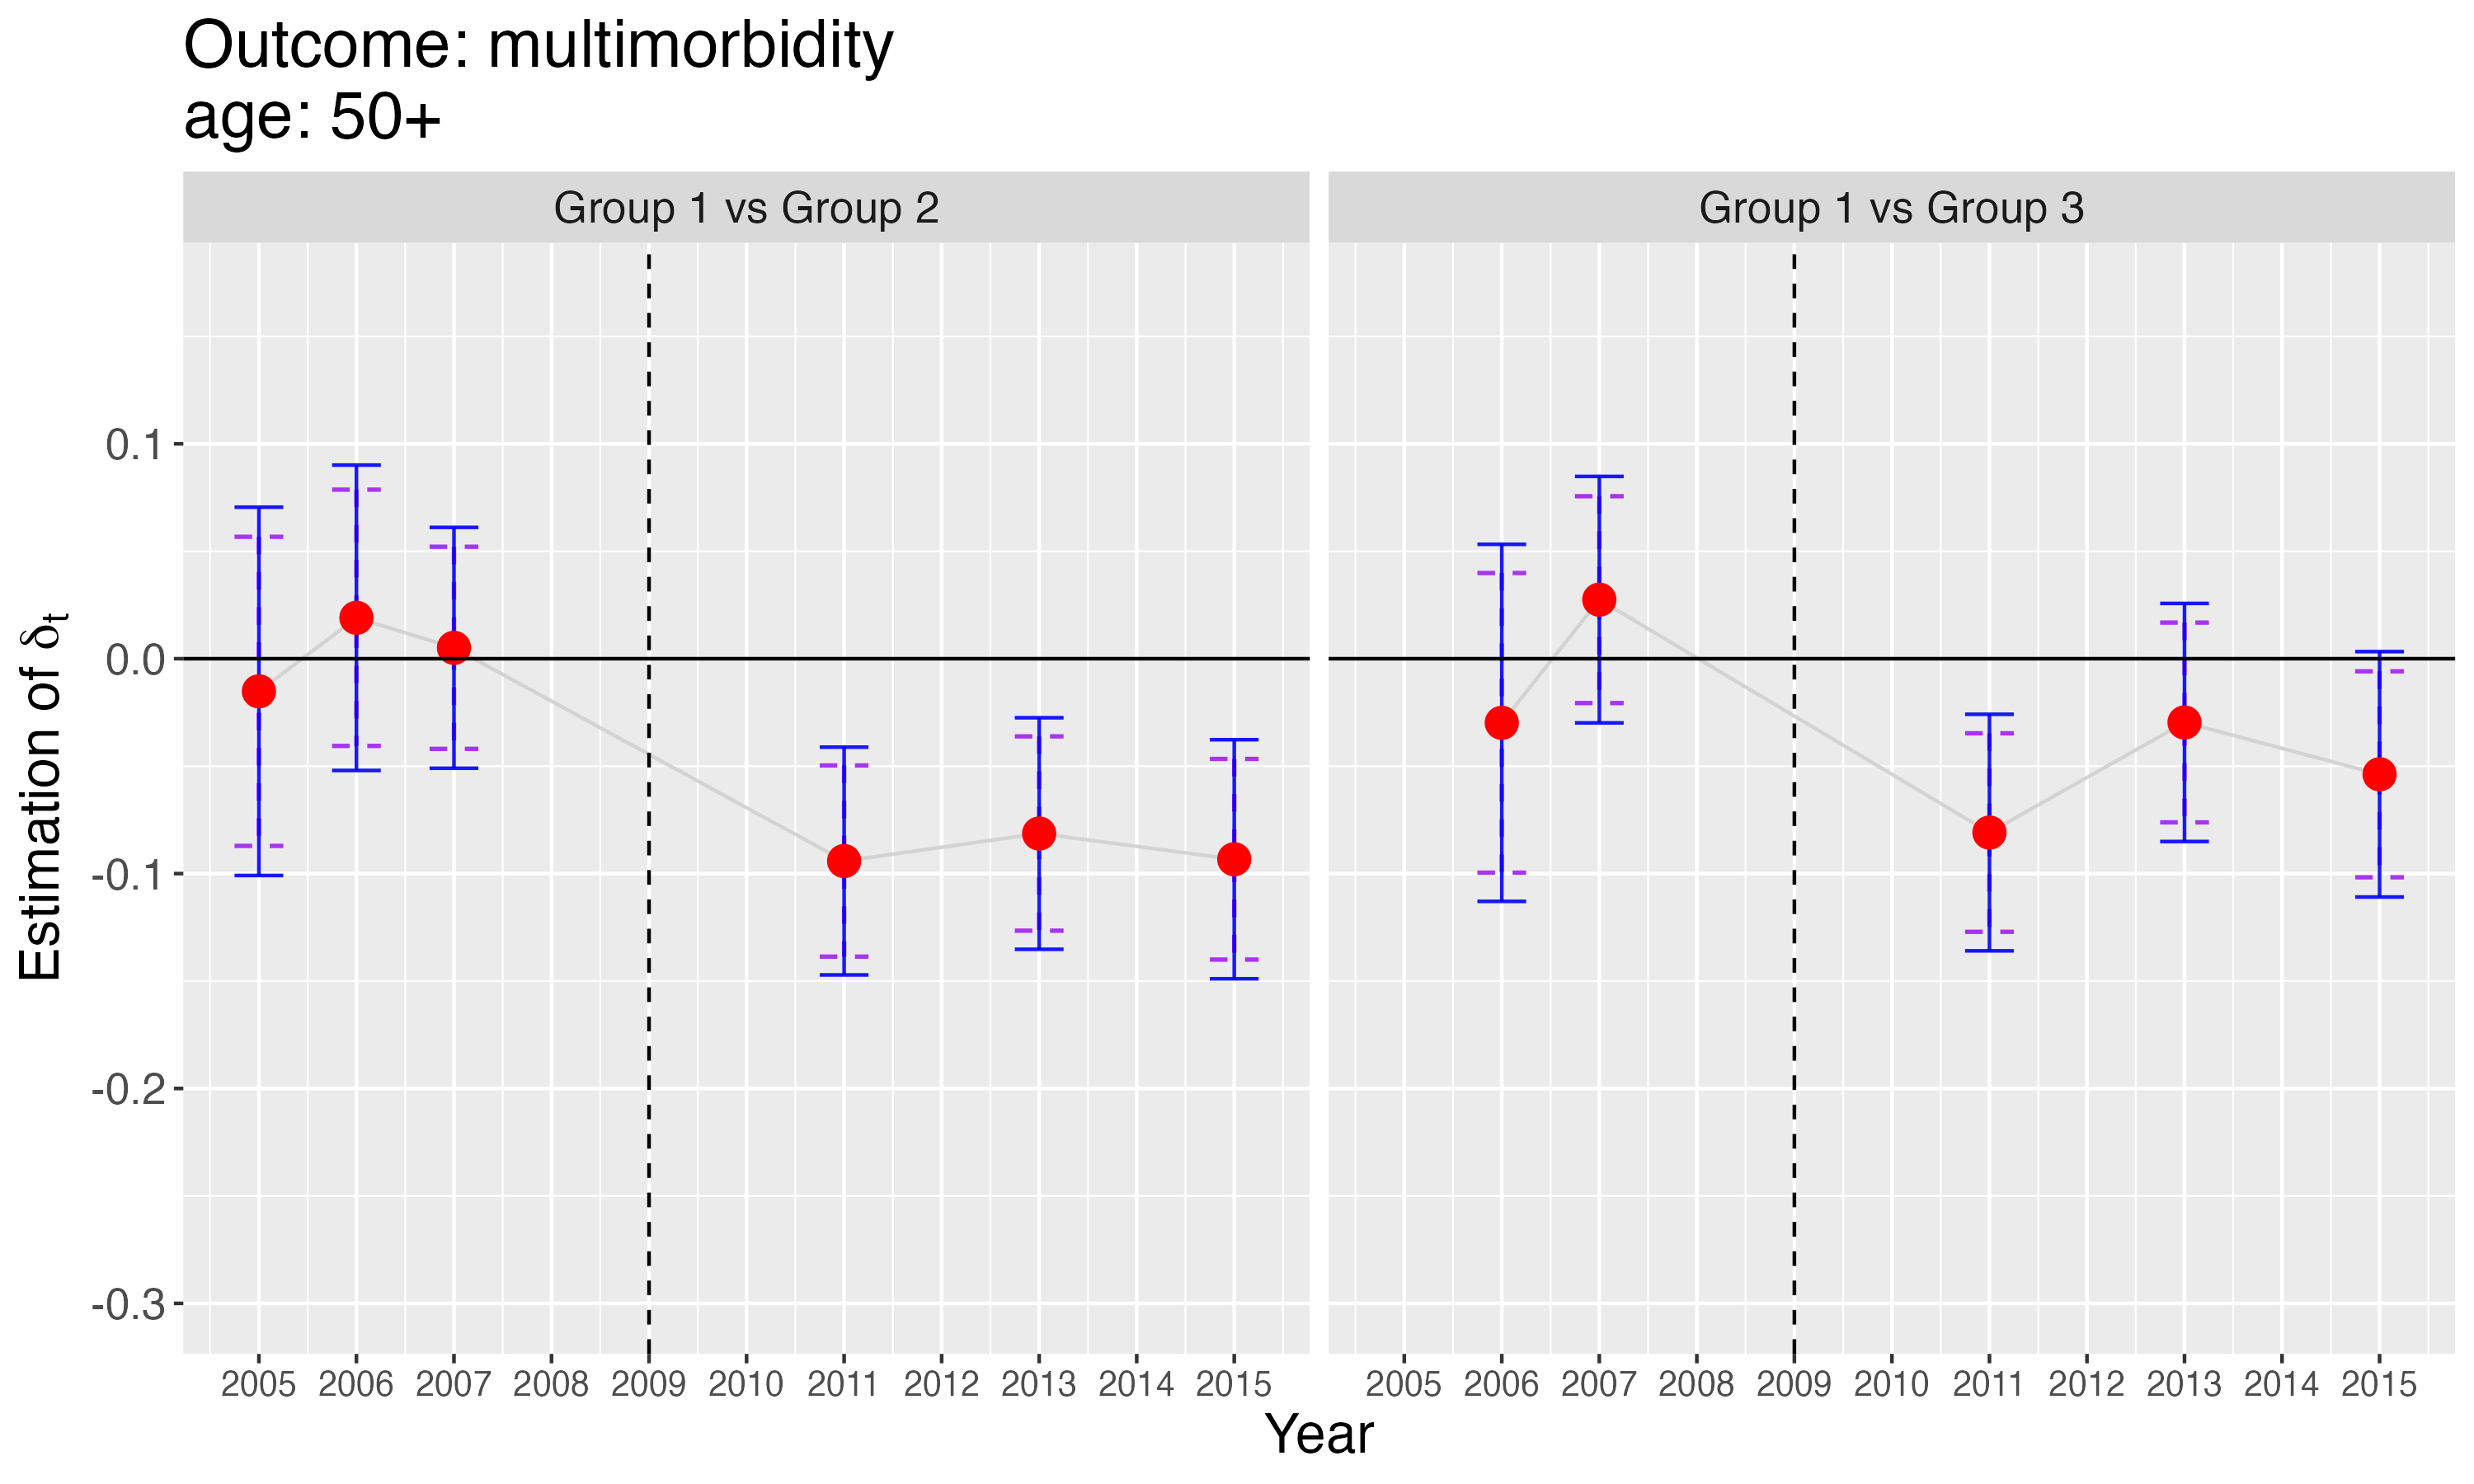 Outcome: multimorbidity
age: 50+
Group 1 vs Group 2
Group 1 vs Group 3
Estimation of δt
0.1
0.0
-0.1
-0.2
-0.3
2005 2006 2007 2008 2009 2010 2011 2012 2013 2014 2015
2005 2006 2007 2008 2009 2010 2011 2012 2013 2014 2015
Year